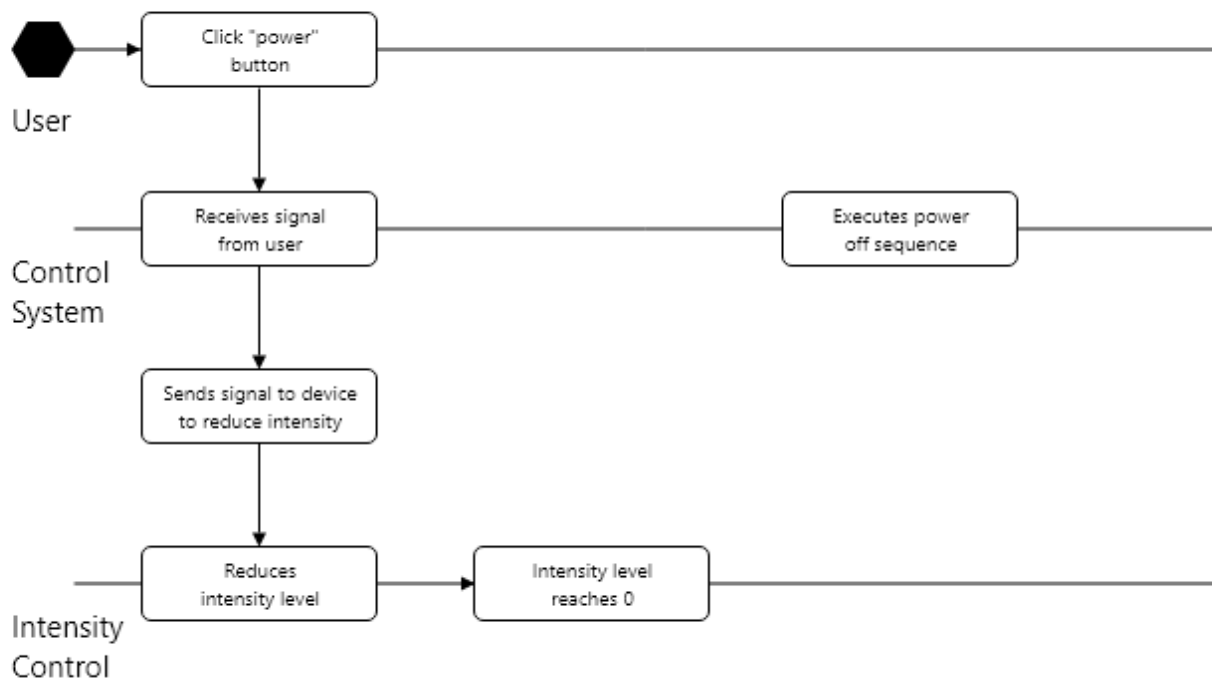 Click "power"
button
User
Receives signal
from user
Executes power
off sequence
Control
System
Sends signal to device
to reduce intensity
Reduces
intensity level
Intensity level
reaches 0
Intensity
Control